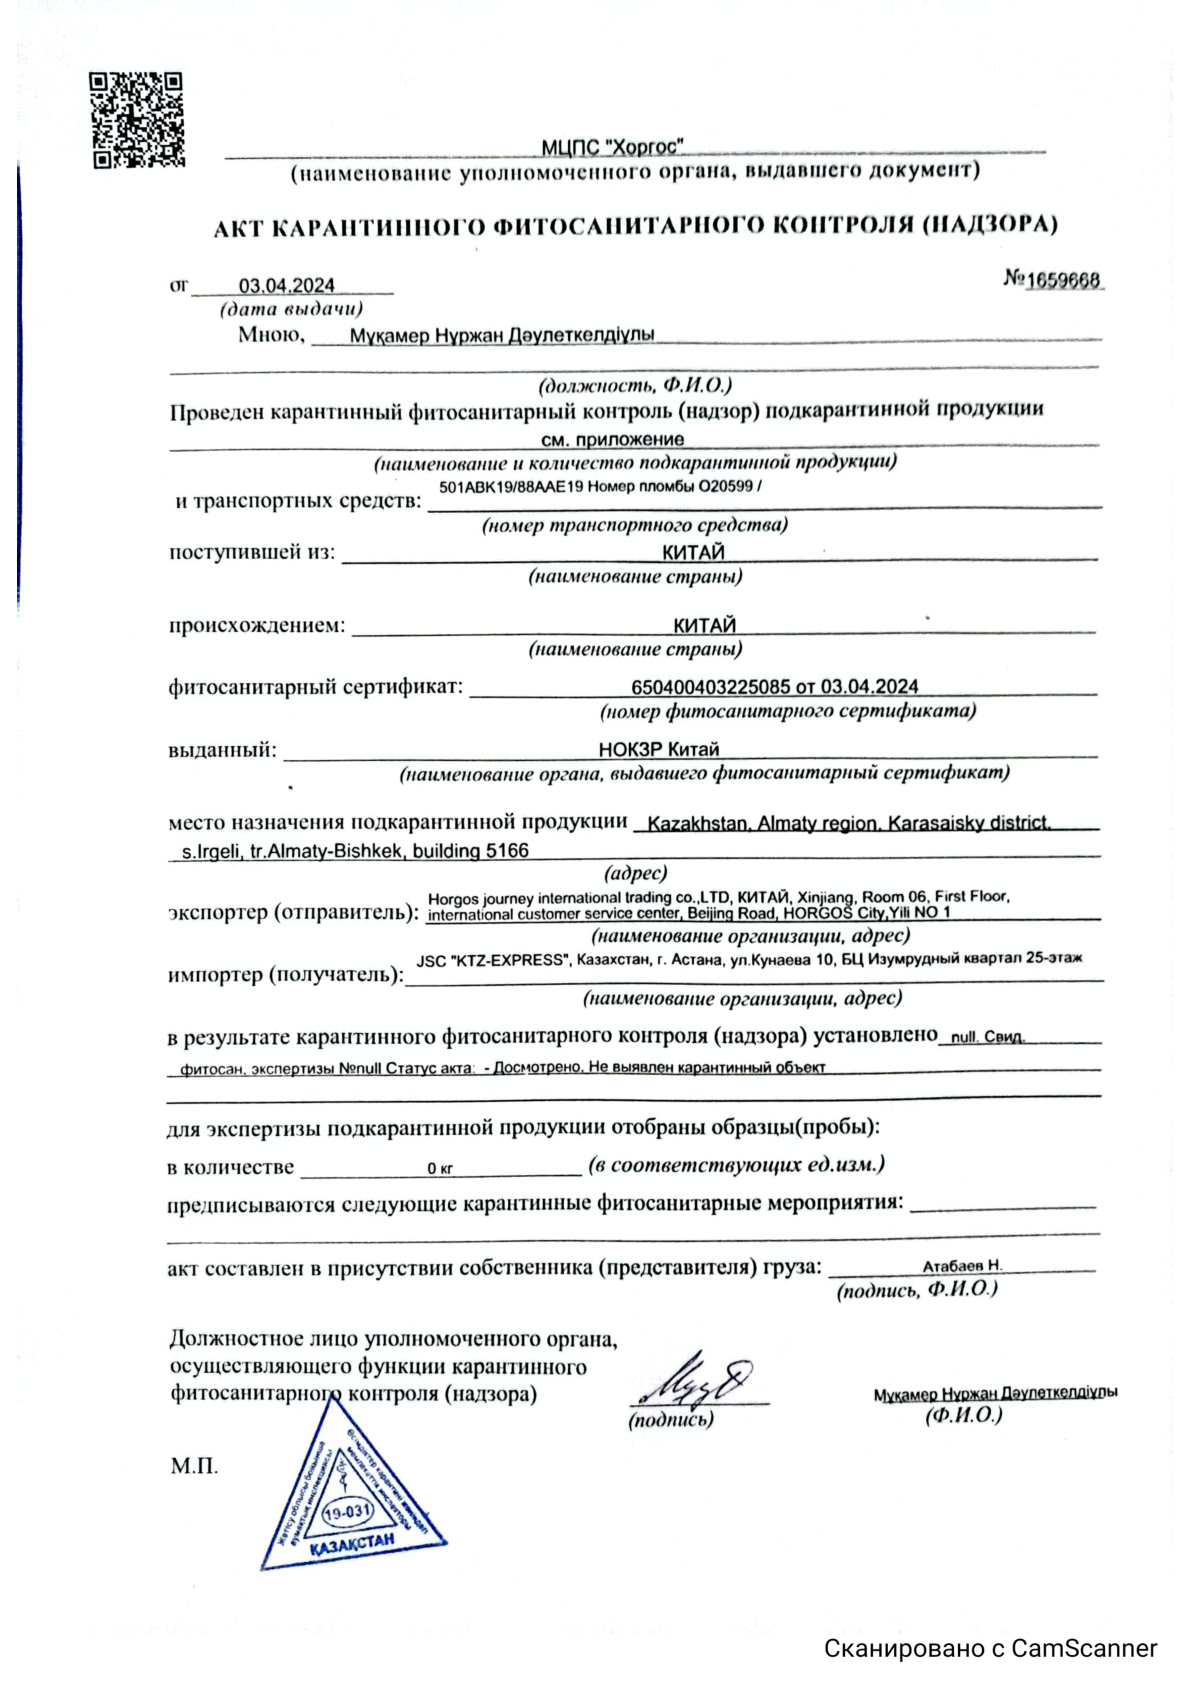 МЦПС "Хоргос"
(наименование уполномоченного органа, выдавшего документ)
АКТ КАРАНТИННОГО ФИТОСАНИТАРНОГО КОНТРОЛЯ (НАДЗОРА)
от 03.04.2024 №1659668
(дата выдачи)
Мною, Мұқамер Нұржан Дәулеткелдіұлы
(должность, Ф.И.О.)
Проведен карантинный фитосанитарный контроль (надзор) подкарантинной продукции
см. приложение
(наименование и количество подкарантинной продукции)
501ABK19/88AAE19 Номер пломбы O20599 /
и транспортных средств:
(номер транспортного средства)
поступившей из: КИТАЙ
(наименование страны)
происхождением: КИТАЙ
(наименование страны)
фитосанитарный сертификат: 650400403225085 от 03.04.2024
(номер фитосанитарного сертификата)
выданный: НОКЗР Китай
(наименование органа, выдавшего фитосанитарный сертификат)
место назначения подкарантинной продукции Kazakhstan, Almaty region, Karasaisky district,
s.Irgeli, tr.Almaty-Bishkek, building 5166
(адрес)
Horgos journey international trading co.,LTD, КИТАЙ, Xinjiang, Room 06, First Floor,
экспортер (отправитель): international customer service center, Beijing Road, HORGOS City,Yili NO 1
(наименование организации, адрес)
JSC "KTZ-EXPRESS", Казахстан, г. Астана, ул.Кунаева 10, БЦ Изумрудный квартал 25-этаж
импортер (получатель):
(наименование организации, адрес)
в результате карантинного фитосанитарного контроля (надзора) установлено null. Свид.
фитосан. экспертизы №null Статус акта: - Досмотрено, Не выявлен карантинный объект
для экспертизы подкарантинной продукции отобраны образцы(пробы):
в количестве 0 кг (в соответствующих ед.изм.)
предписываются следующие карантинные фитосанитарные мероприятия:
акт составлен в присутствии собственника (представителя) груза: Атабаев Н.
(подпись, Ф.И.О.)
Должностное лицо уполномоченного органа,
осуществляющего функции карантинного
фитосанитарного контроля (надзора) Мұқамер Нұржан Дәулеткелдіұлы
(подпись) (Ф.И.О.)
М.П.
19-031
ҚАЗАҚСТАН
Сканировано с CamScanner